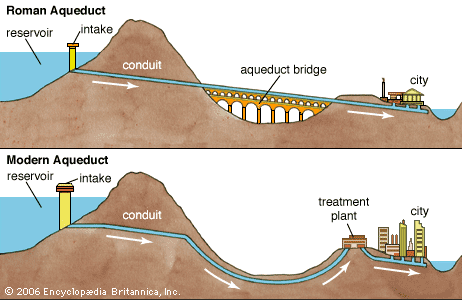 Roman Aqueduct
reservoir
intake
conduit
aqueduct bridge
city
Modern Aqueduct
reservoir
intake
conduit
treatment
plant
city
© 2006 Encyclopædia Britannica, Inc.